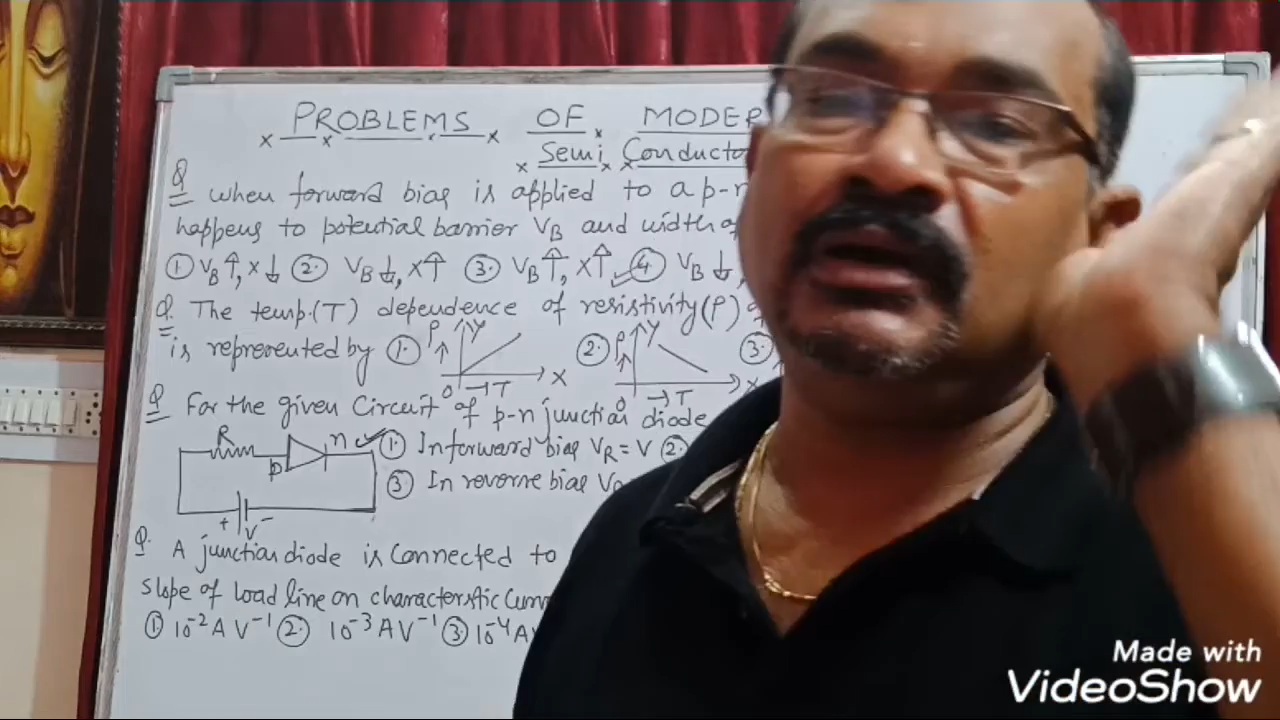 PROBLEMS OF MODER
Semi Conducto
Q When forward bias is applied to a p-n
happens to potential barrier VB and width of
① VB↑, x↓ ②. VB↓, x↑ ③. VB↑, x↑ ④. VB↓,
Q. The temp.(T) dependence of resistivity(ρ) of
is represented by ①. ρ Y O →T X ②. ρ Y O →T X ③.
Q For the given Circuit of p-n junction diode
R p n + V - ①. In forward bias VR = V ②.
③ In reverse bias V
Q. A junction diode is Connected to
slope of load line on characteristic Curv
① 10⁻² A V⁻¹ ②. 10⁻³ A V⁻¹ ③ 10⁻⁴ A
Made with
VideoShow